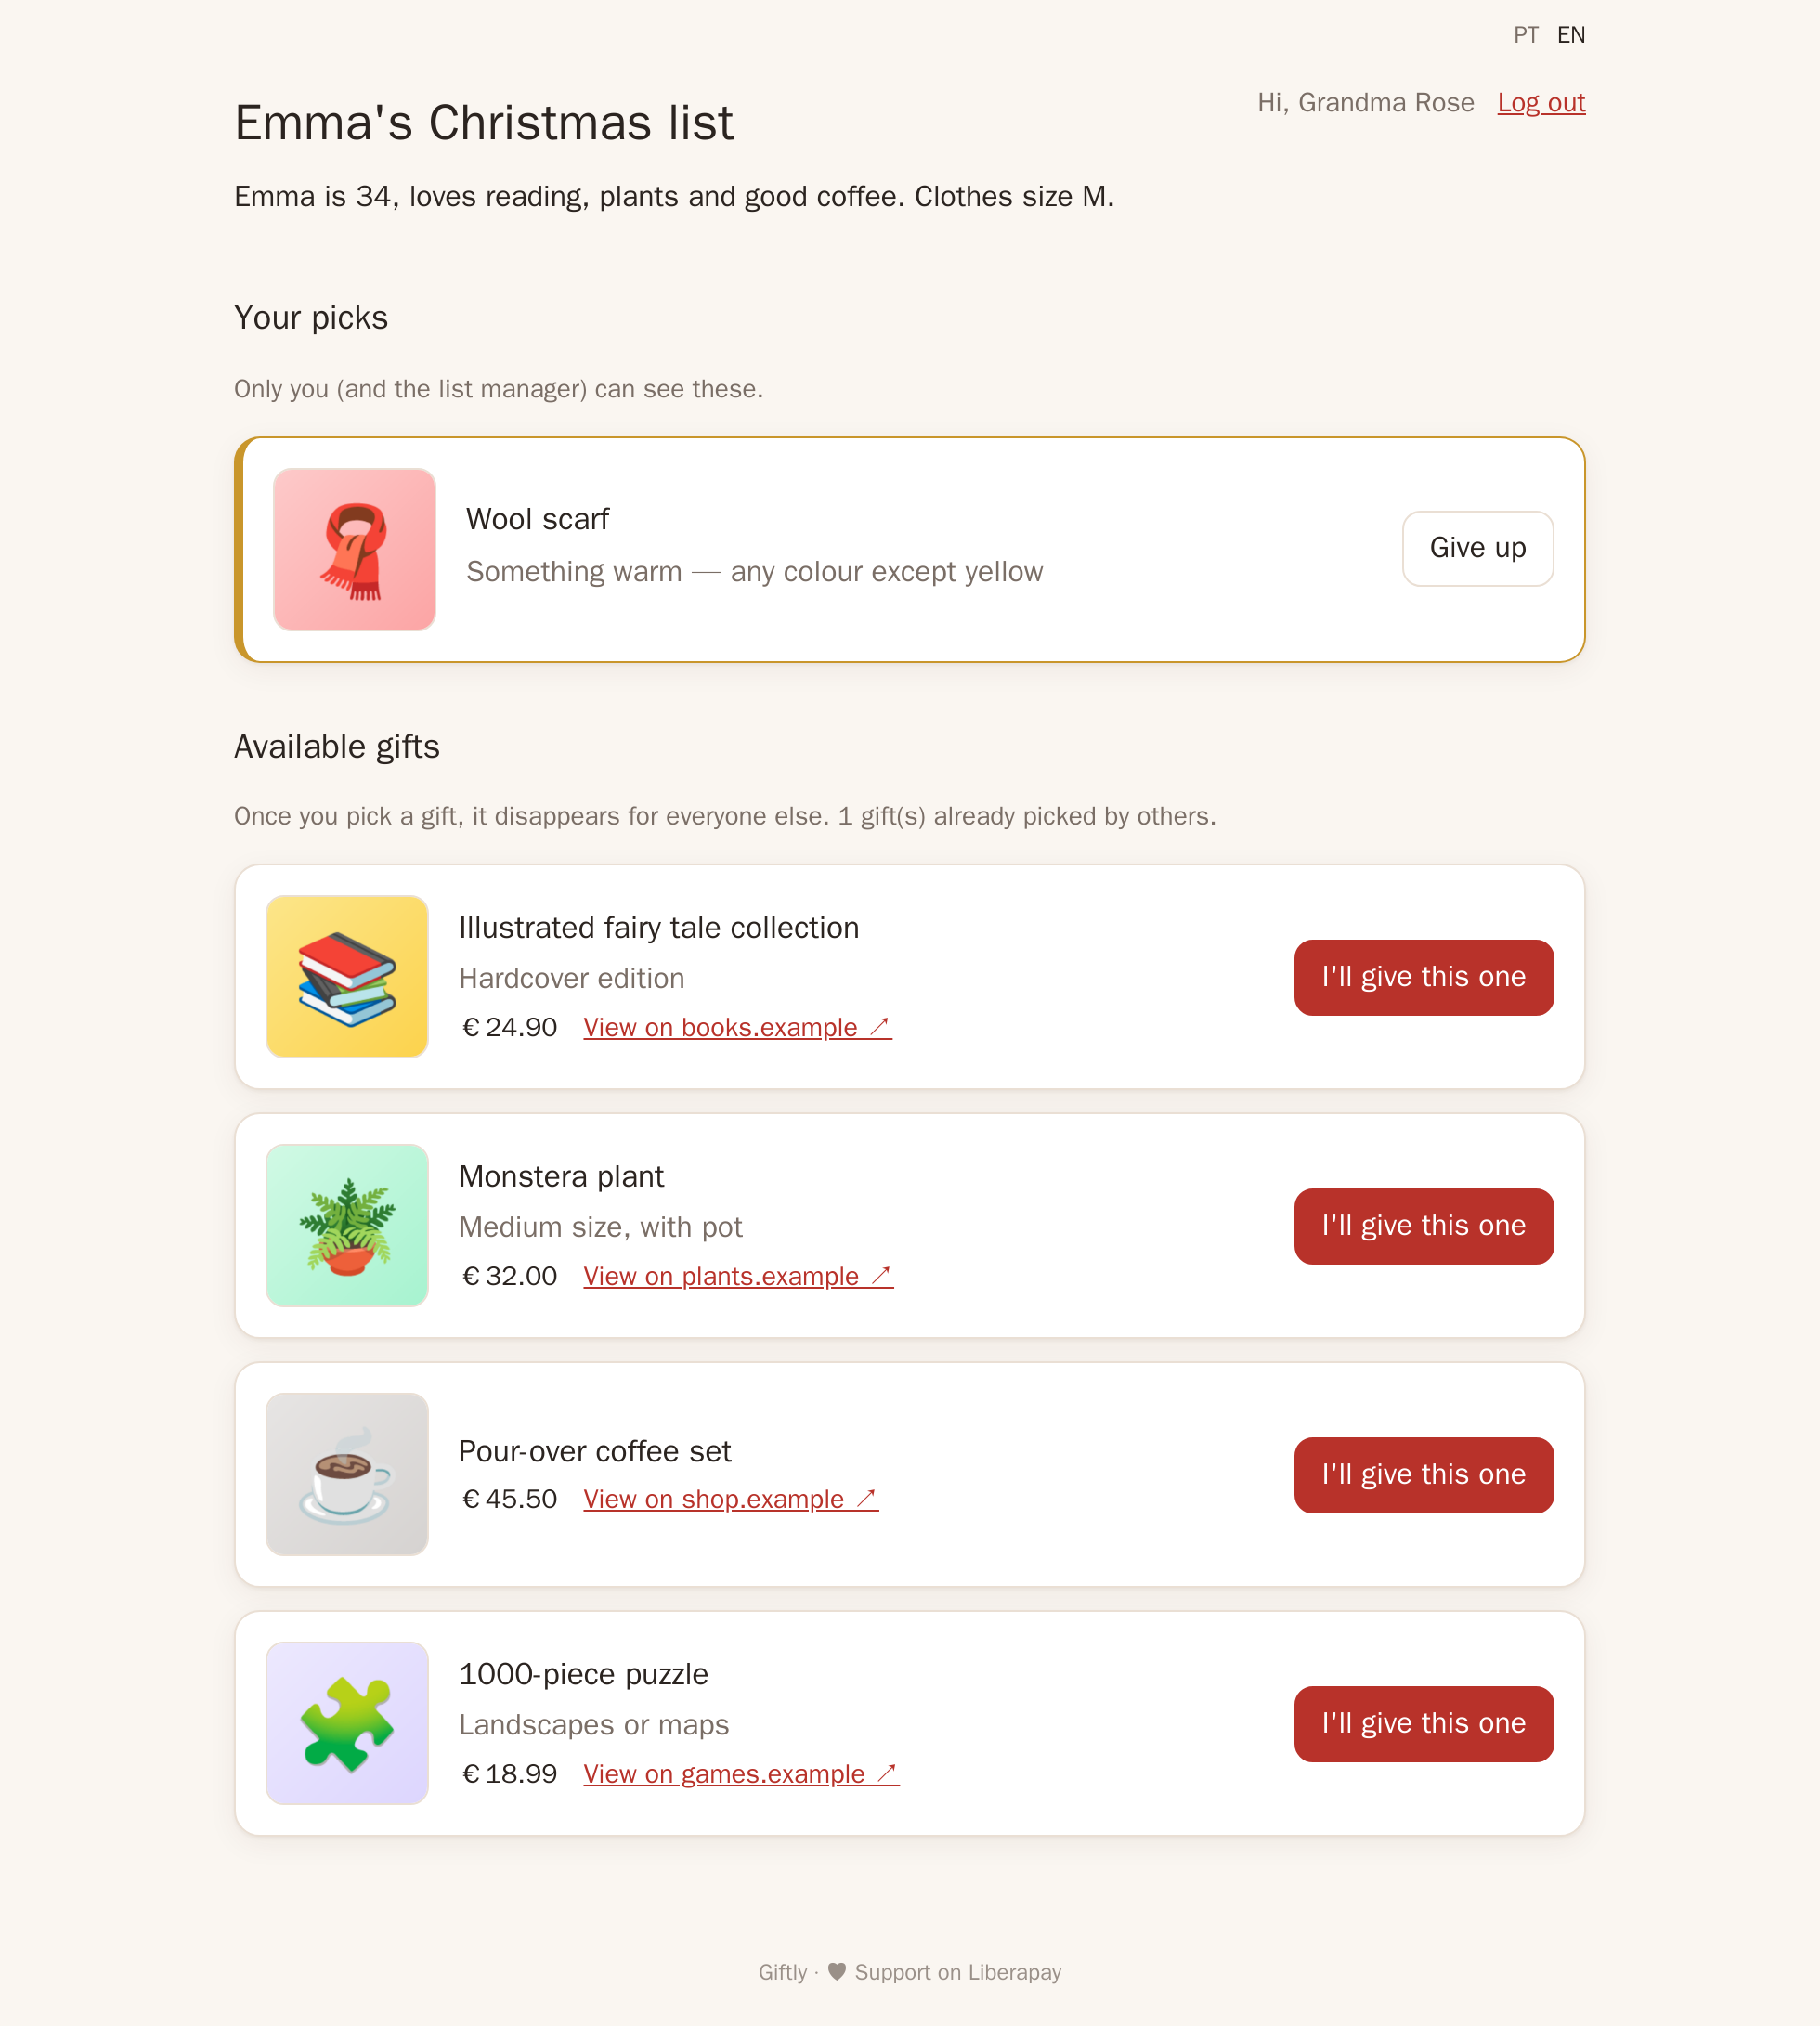 PT EN
Emma's Christmas list
Hi, Grandma Rose Log out
Emma is 34, loves reading, plants and good coffee. Clothes size M.
Your picks
Only you (and the list manager) can see these.
Wool scarf
Something warm — any colour except yellow
Give up
Available gifts
Once you pick a gift, it disappears for everyone else. 1 gift(s) already picked by others.
Illustrated fairy tale collection
Hardcover edition
€ 24.90 View on books.example ↗
I'll give this one
Monstera plant
Medium size, with pot
€ 32.00 View on plants.example ↗
I'll give this one
Pour-over coffee set
€ 45.50 View on shop.example ↗
I'll give this one
1000-piece puzzle
Landscapes or maps
€ 18.99 View on games.example ↗
I'll give this one
Giftly · ♥ Support on Liberapay